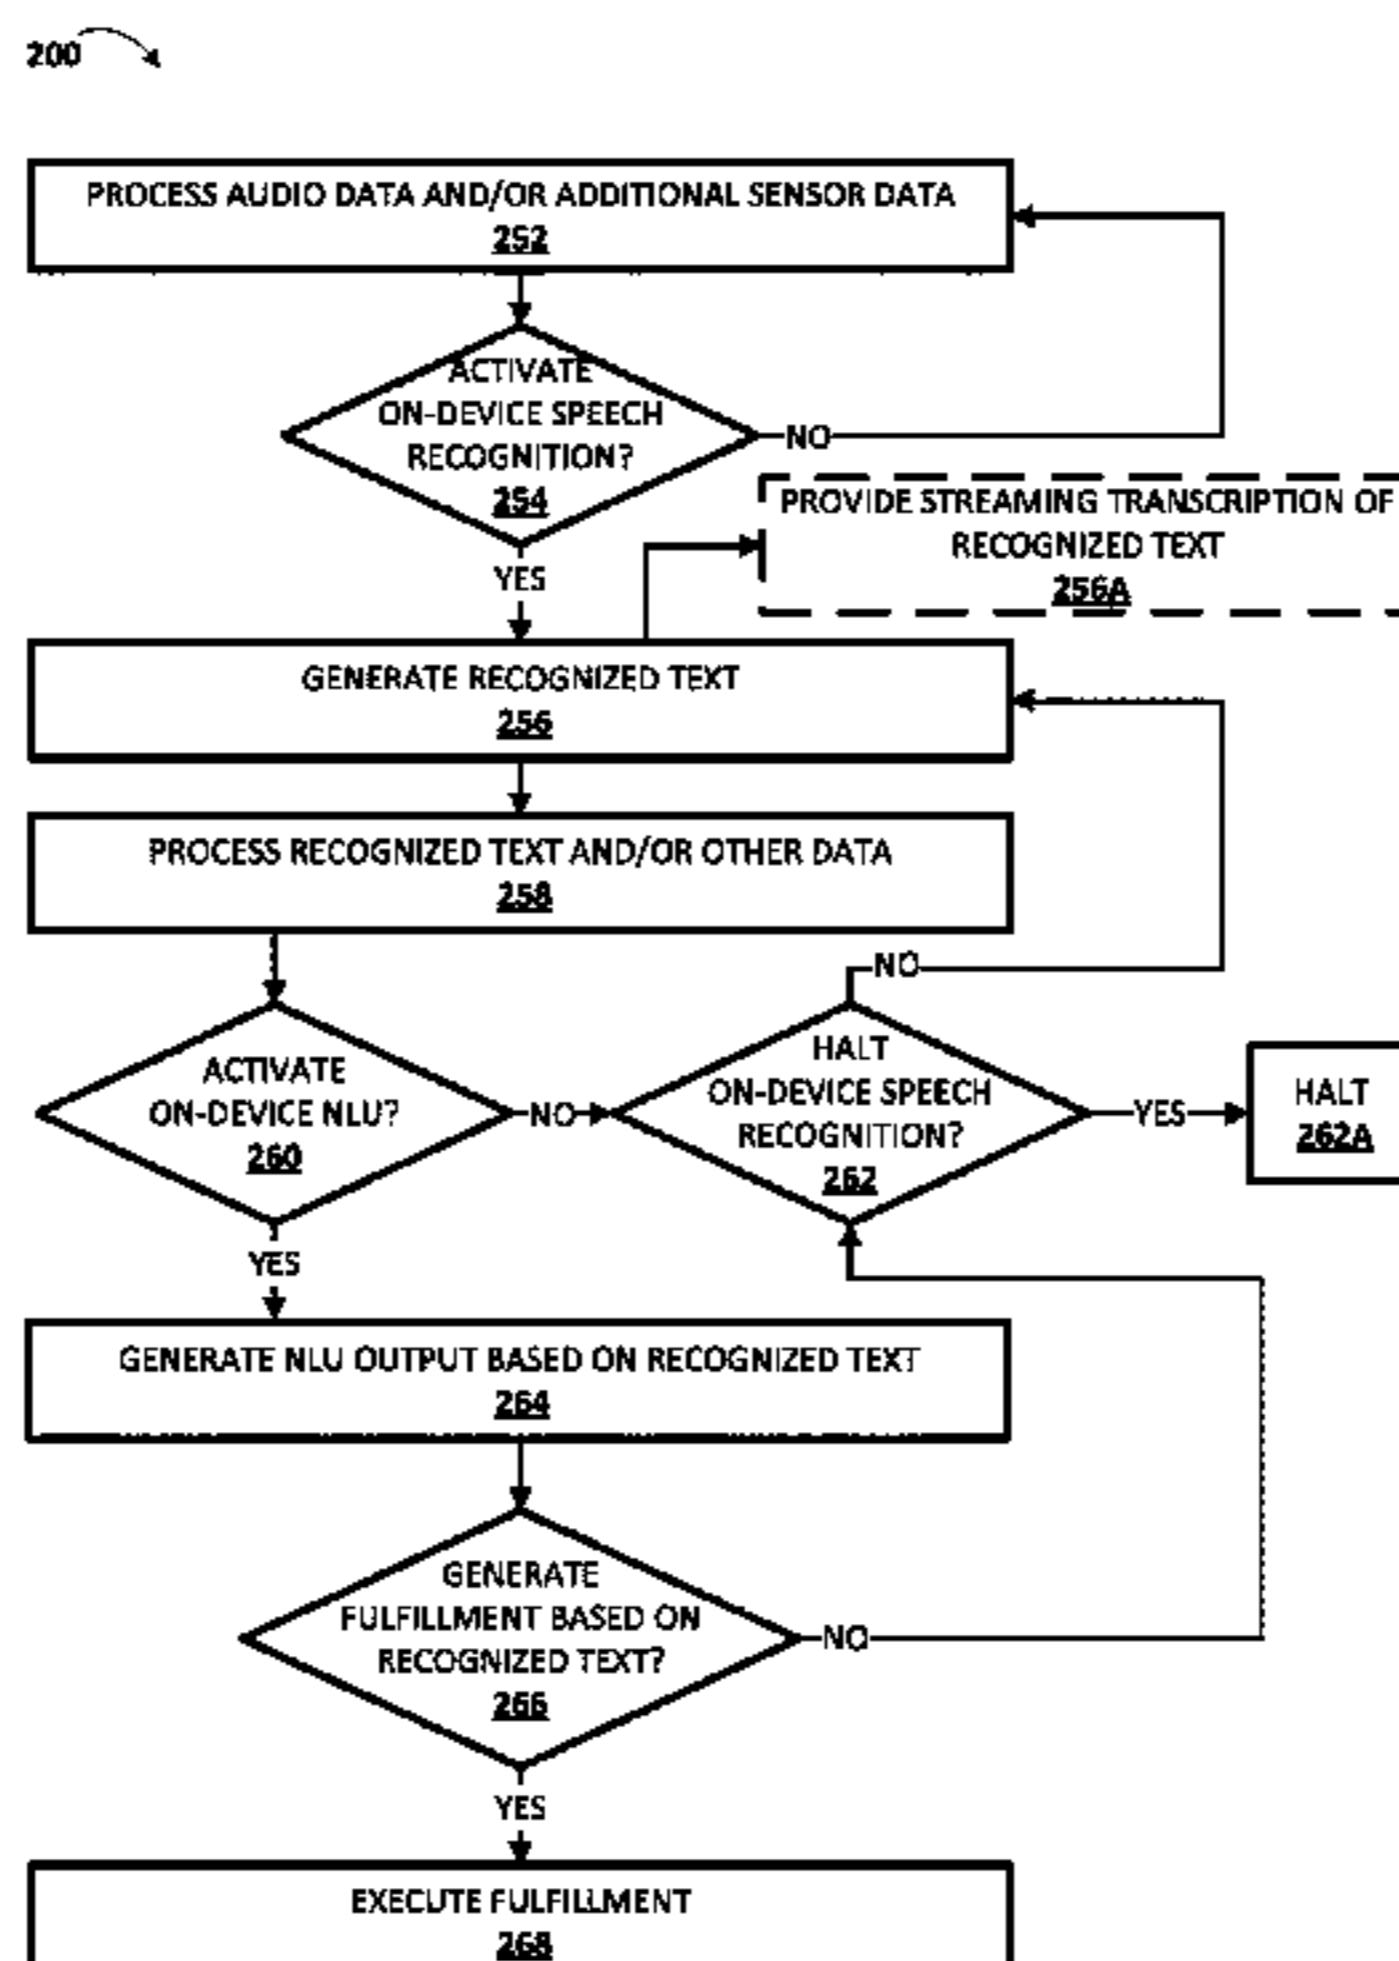 200
PROCESS AUDIO DATA AND/OR ADDITIONAL SENSOR DATA
252
ACTIVATE
ON-DEVICE SPEECH
RECOGNITION?
254
NO
PROVIDE STREAMING TRANSCRIPTION OF
RECOGNIZED TEXT
256A
YES
GENERATE RECOGNIZED TEXT
256
PROCESS RECOGNIZED TEXT AND/OR OTHER DATA
258
NO
ACTIVATE
ON-DEVICE NLU?
260
NO
HALT
ON-DEVICE SPEECH
RECOGNITION?
262
YES
HALT
262A
YES
GENERATE NLU OUTPUT BASED ON RECOGNIZED TEXT
264
GENERATE
FULFILLMENT BASED ON
RECOGNIZED TEXT?
266
NO
YES
EXECUTE FULFILLMENT
268